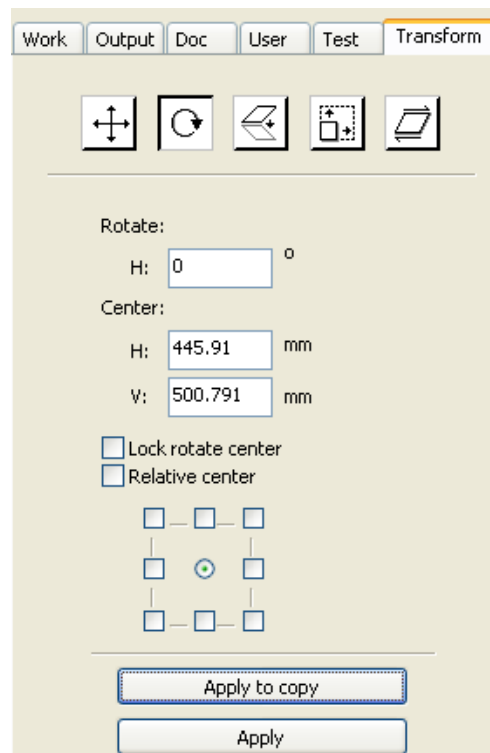 Work Output Doc User Test Transform
Rotate:
H: 0 °
Center:
H: 445.91 mm
V: 500.791 mm
Lock rotate center
Relative center
Apply to copy
Apply